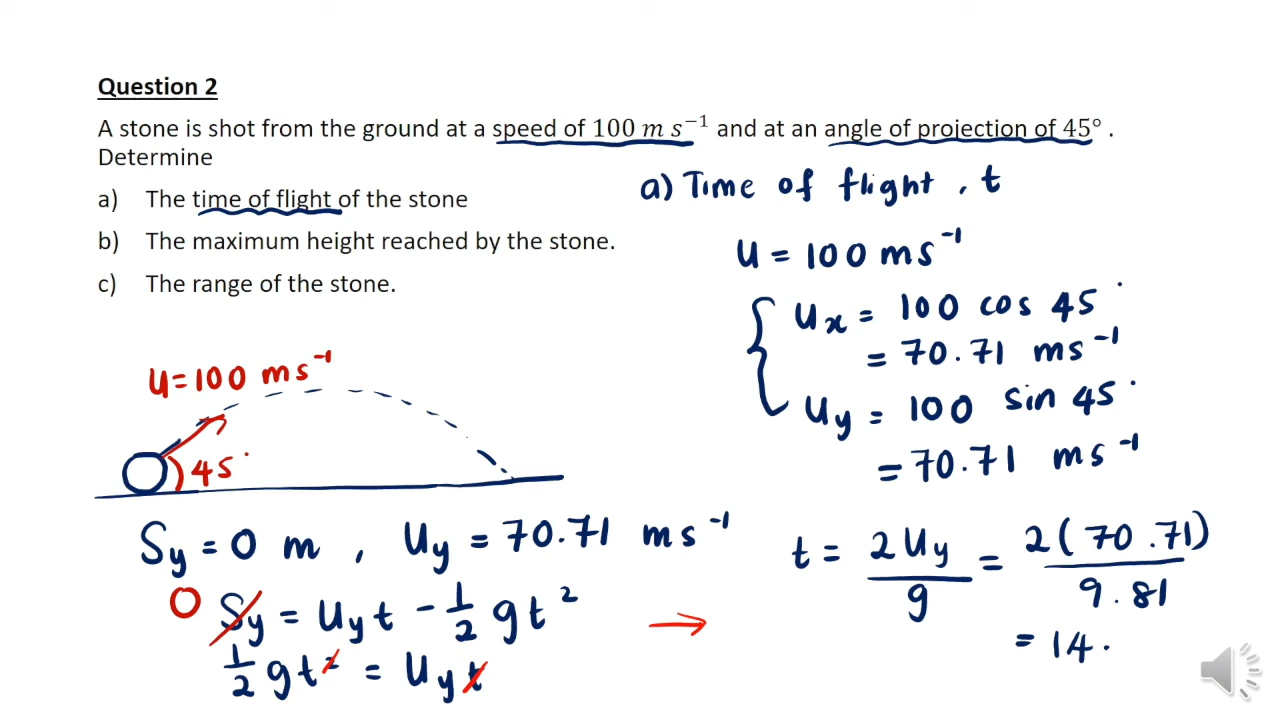 Question 2
A stone is shot from the ground at a speed of 100 m s⁻¹ and at an angle of projection of 45° .
Determine
a) The time of flight of the stone
b) The maximum height reached by the stone.
c) The range of the stone.
a) Time of flight , t
u = 100 ms⁻¹
ux = 100 cos 45°
= 70.71 ms⁻¹
uy = 100 sin 45°
= 70.71 ms⁻¹
u = 100 ms⁻¹
45°
Sy = 0 m , uy = 70.71 ms⁻¹
0
Sy = uyt - 1/2 gt²
1/2 gt² = uyt
→
t = 2uy/g = 2(70.71)/9.81
= 14.